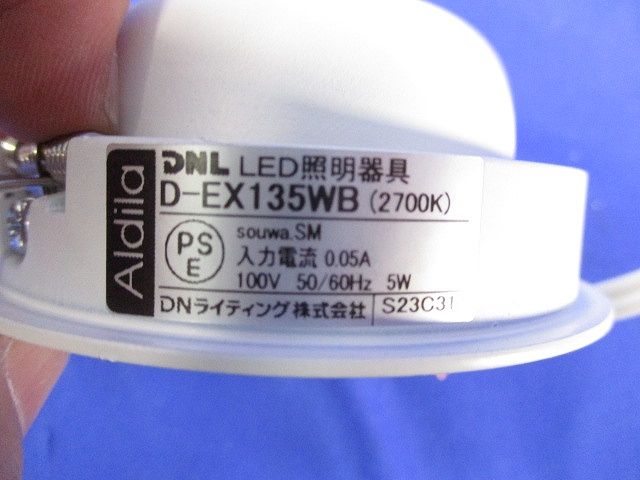 Aldila
DNL LED照明器具
D-EX135WB (2700K)
PS
E
souwa.SM
入力電流 0.05A
100V 50/60Hz 5W
DNライティング株式会社 S23C31